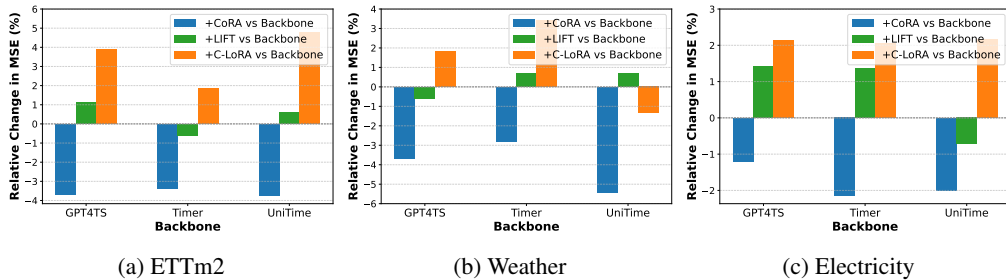 Relative Change in MSE (%)
6
5
4
3
2
1
0
−1
−2
−3
−4
+CoRA vs Backbone
+LIFT vs Backbone
+C-LoRA vs Backbone
GPT4TS
Timer
UniTime
Backbone
(a) ETTm2
Relative Change in MSE (%)
4
3
2
1
0
−1
−2
−3
−4
−5
−6
+CoRA vs Backbone
+LIFT vs Backbone
+C-LoRA vs Backbone
GPT4TS
Timer
UniTime
Backbone
(b) Weather
Relative Change in MSE (%)
3
2
1
0
−1
−2
+CoRA vs Backbone
+LIFT vs Backbone
+C-LoRA vs Backbone
GPT4TS
Timer
UniTime
Backbone
(c) Electricity